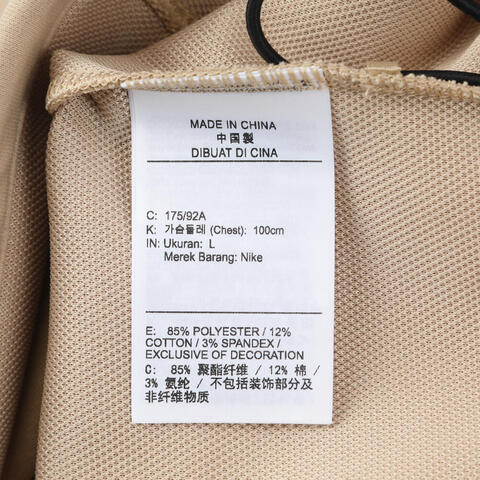 MADE IN CHINA
中国製
DIBUAT DI CINA
C: 175/92A
K: 가슴둘레 (Chest): 100cm
IN: Ukuran: L
Merek Barang: Nike
E: 85% POLYESTER / 12%
COTTON / 3% SPANDEX /
EXCLUSIVE OF DECORATION
C: 85% 聚酯纤维 / 12% 棉 /
3% 氨纶 / 不包括装饰部分及
非纤维物质